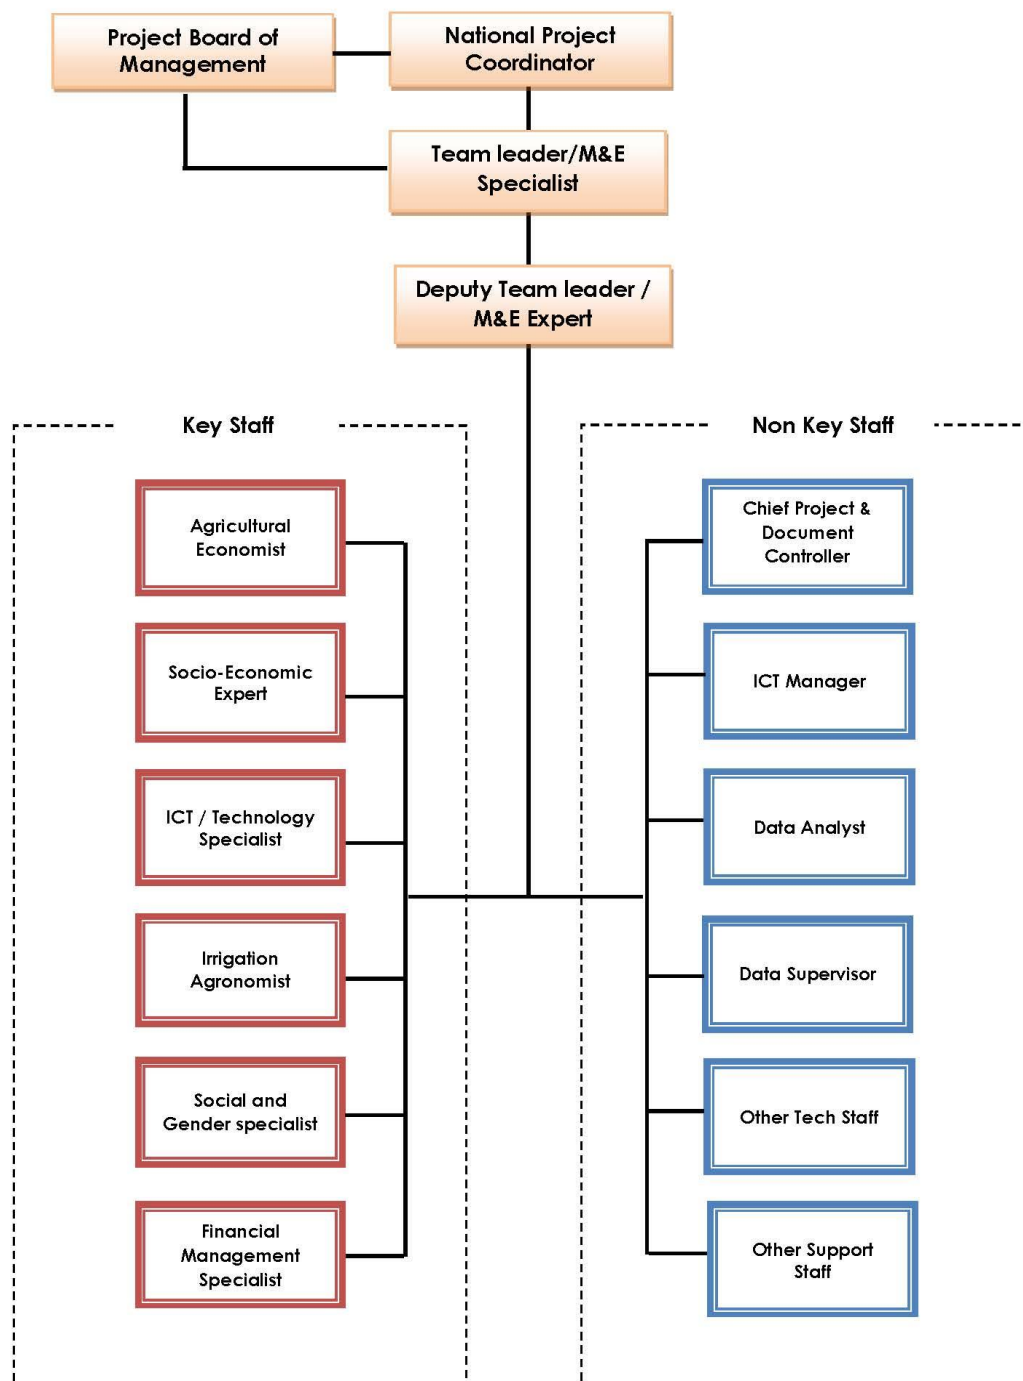 Project Board of
Management
National Project
Coordinator
Team leader/M&E
Specialist
Deputy Team leader /
M&E Expert
Key Staff
Agricultural
Economist
Socio-Economic
Expert
ICT / Technology
Specialist
Irrigation
Agronomist
Social and
Gender specialist
Financial
Management
Specialist
Non Key Staff
Chief Project &
Document
Controller
ICT Manager
Data Analyst
Data Supervisor
Other Tech Staff
Other Support
Staff